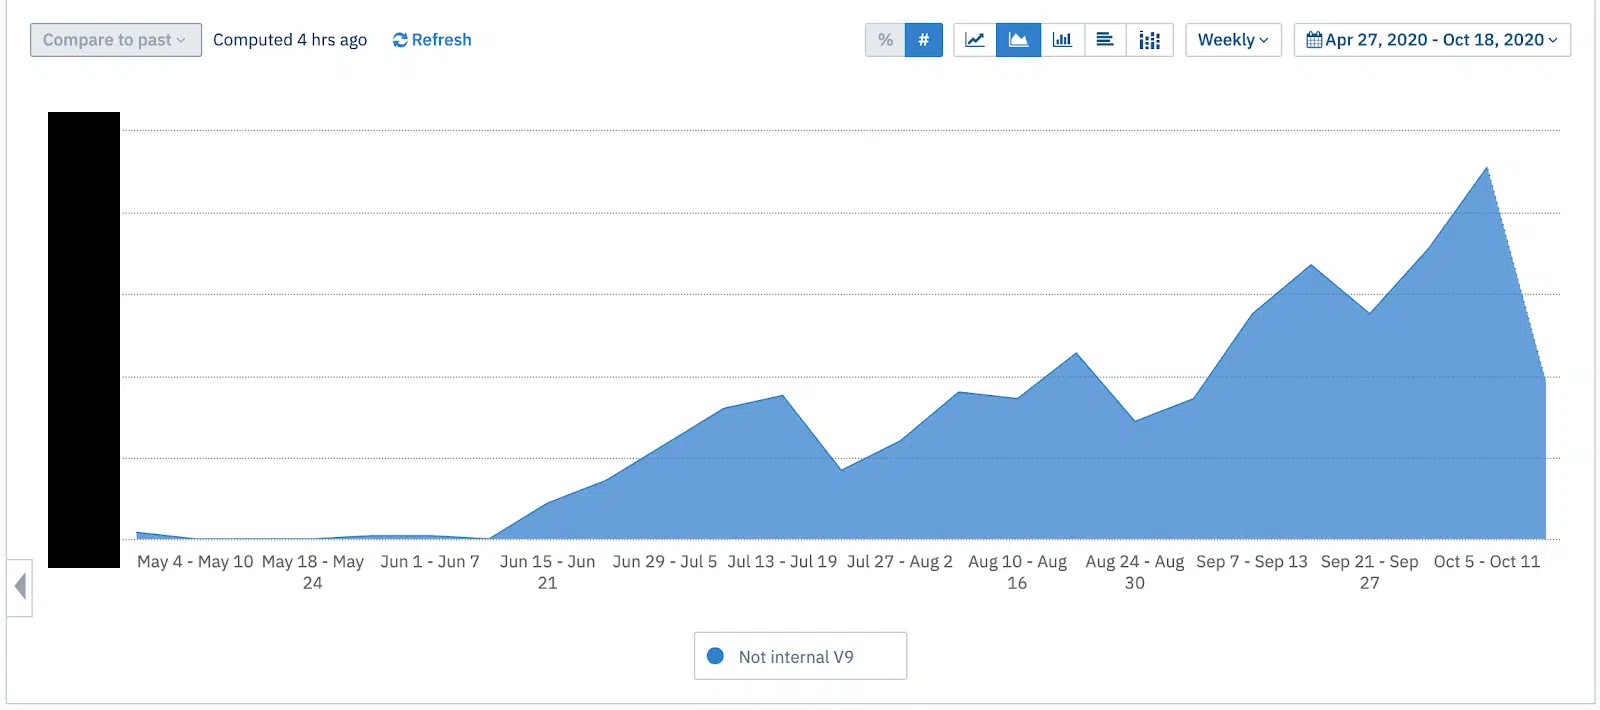 Compare to past Computed 4 hrs ago Refresh % # Weekly Apr 27, 2020 - Oct 18, 2020
May 4 - May 10 May 18 - May 24 Jun 1 - Jun 7 Jun 15 - Jun 21 Jun 29 - Jul 5 Jul 13 - Jul 19 Jul 27 - Aug 2 Aug 10 - Aug 16 Aug 24 - Aug 30 Sep 7 - Sep 13 Sep 21 - Sep 27 Oct 5 - Oct 11
Not internal V9